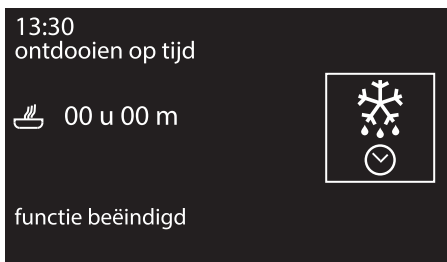 13:30
ontdooien op tijd
00 u 00 m
functie beëindigd